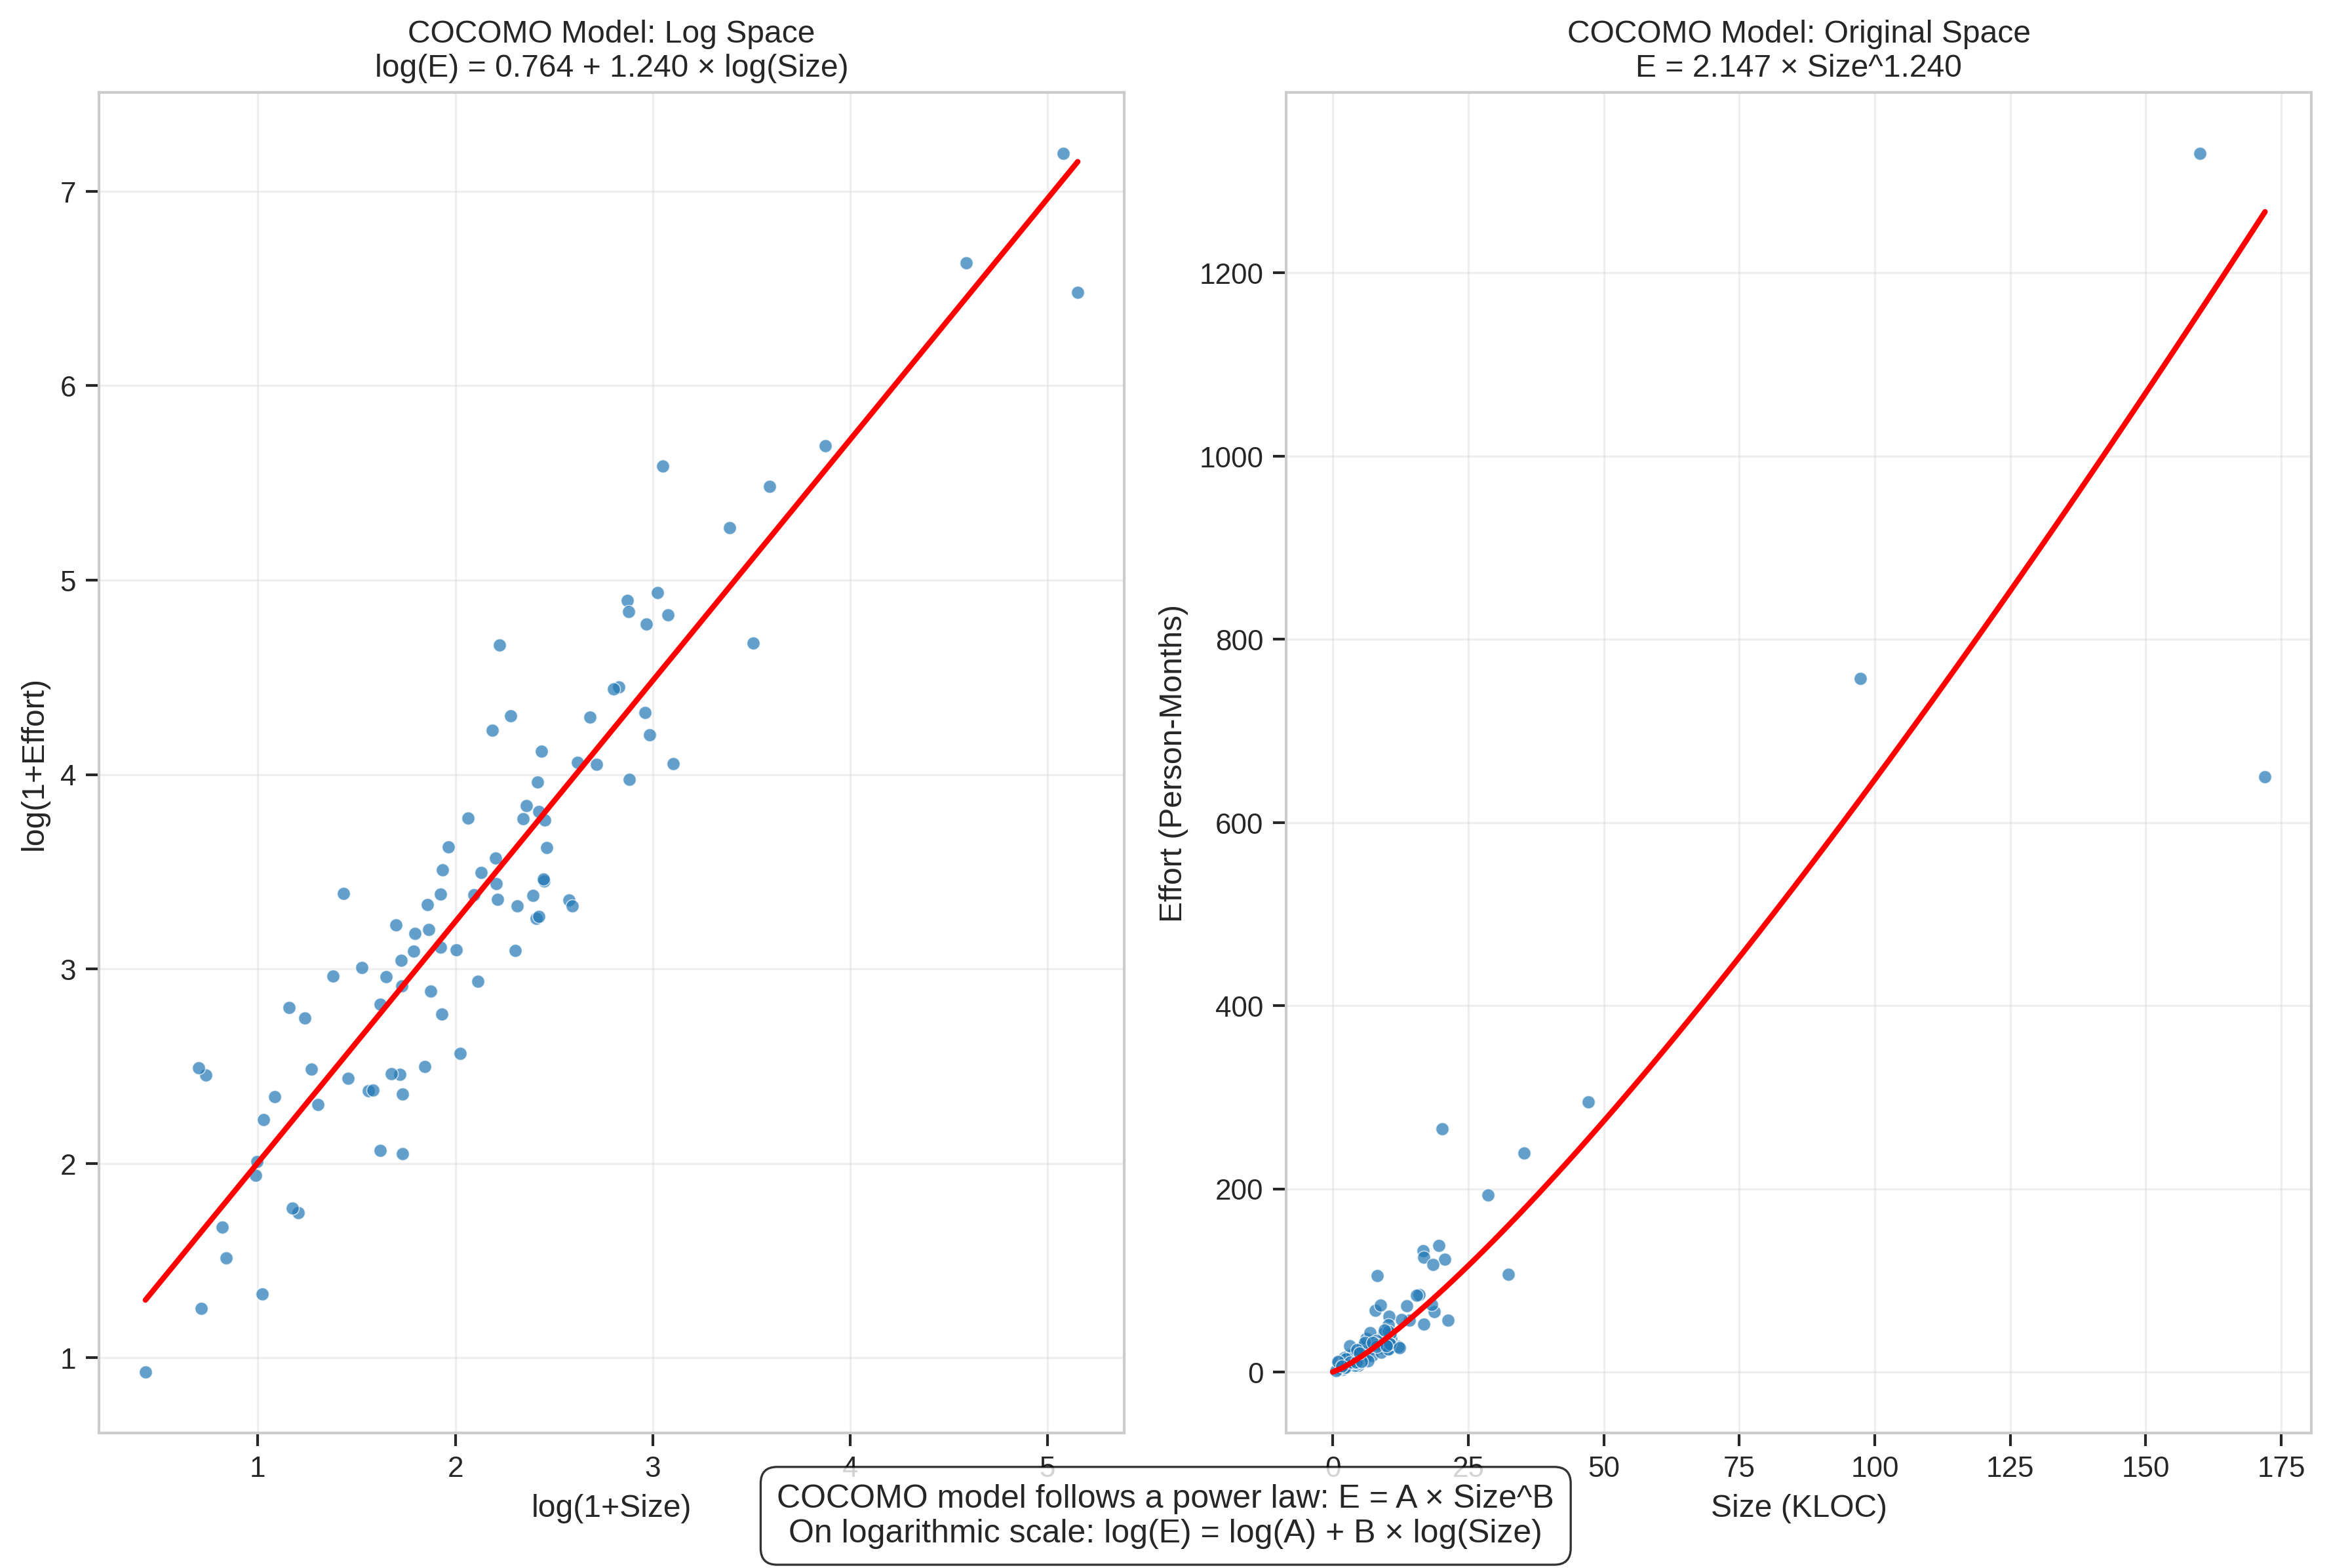 COCOMO Model: Log Space
log(E) = 0.764 + 1.240 × log(Size)
log(1+Effort)
7
6
5
4
3
2
1
1
2
3
4
5
log(1+Size)
COCOMO Model: Original Space
E = 2.147 × Size^1.240
Effort (Person-Months)
1200
1000
800
600
400
200
0
0
25
50
75
100
125
150
175
Size (KLOC)
COCOMO model follows a power law: E = A × Size^B
On logarithmic scale: log(E) = log(A) + B × log(Size)